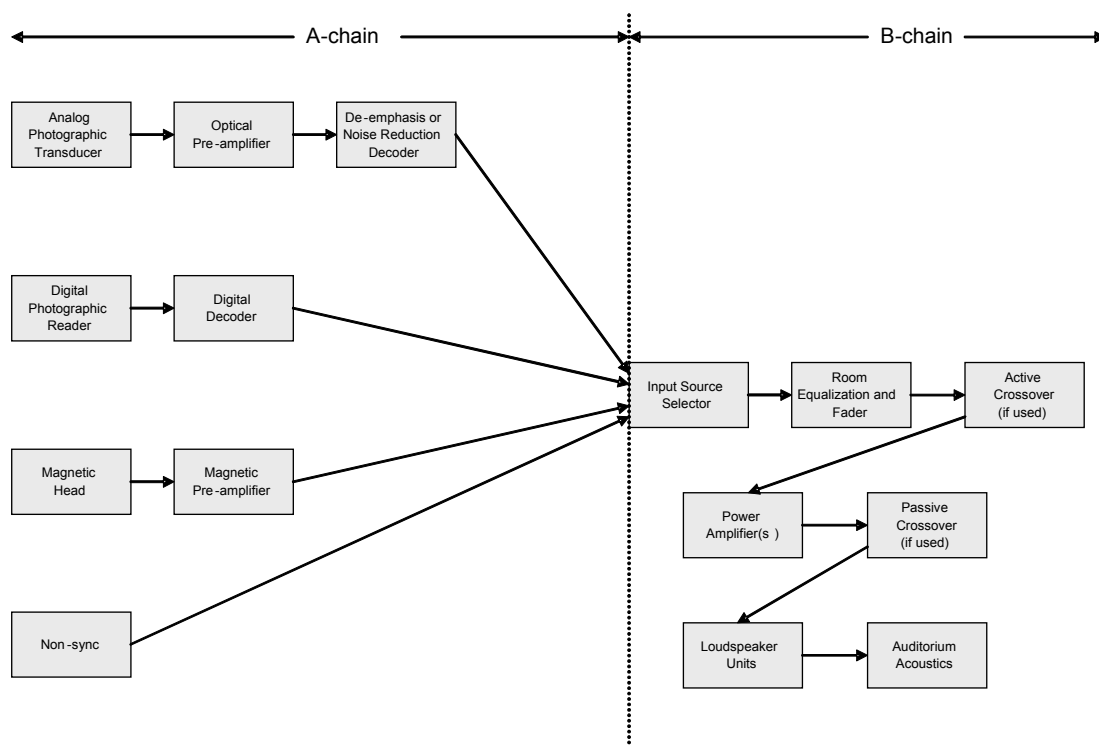 A-chain
B-chain
Analog
Photographic
Transducer
Optical
Pre-amplifier
De-emphasis or
Noise Reduction
Decoder
Digital
Photographic
Reader
Digital
Decoder
Input Source
Selector
Room
Equalization and
Fader
Active
Crossover
(if used)
Magnetic
Head
Magnetic
Pre-amplifier
Power
Amplifier(s )
Passive
Crossover
(if used)
Non-sync
Loudspeaker
Units
Auditorium
Acoustics